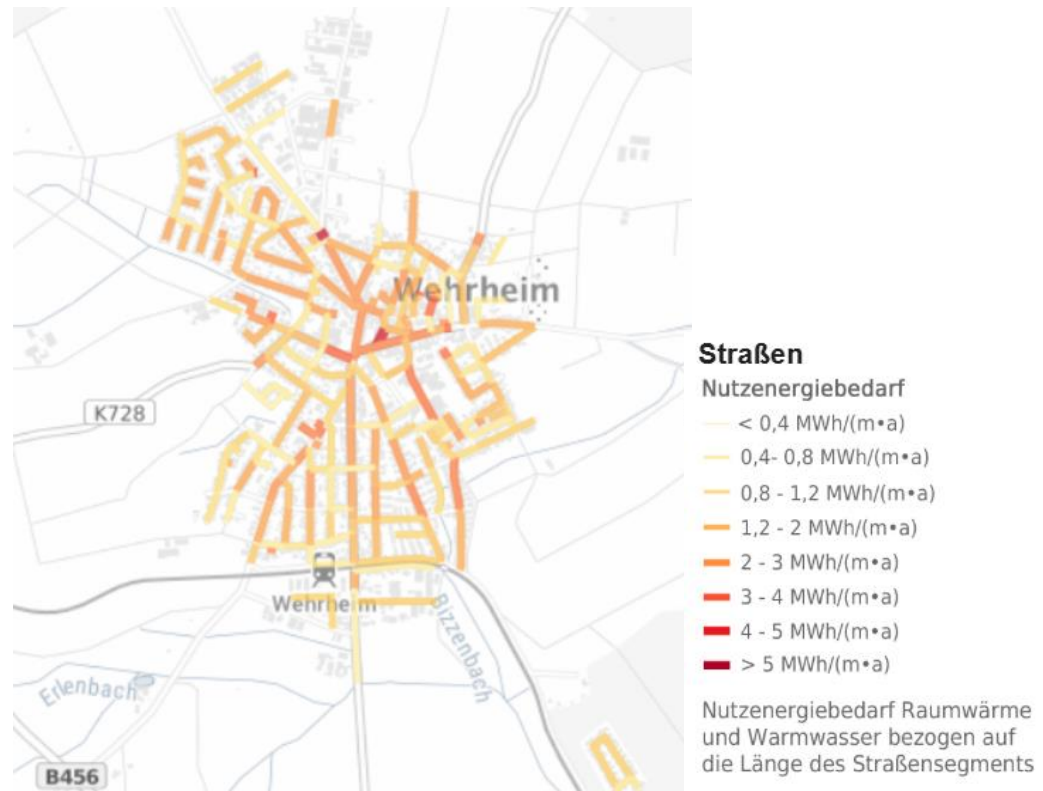 Wehrheim
K728
Wehrheim
Bizzenbach
Erlenbach
B456
Straßen
Nutzenergiebedarf
< 0,4 MWh/(m•a)
0,4- 0,8 MWh/(m•a)
0,8 - 1,2 MWh/(m•a)
1,2 - 2 MWh/(m•a)
2 - 3 MWh/(m•a)
3 - 4 MWh/(m•a)
4 - 5 MWh/(m•a)
> 5 MWh/(m•a)
Nutzenergiebedarf Raumwärme
und Warmwasser bezogen auf
die Länge des Straßensegments